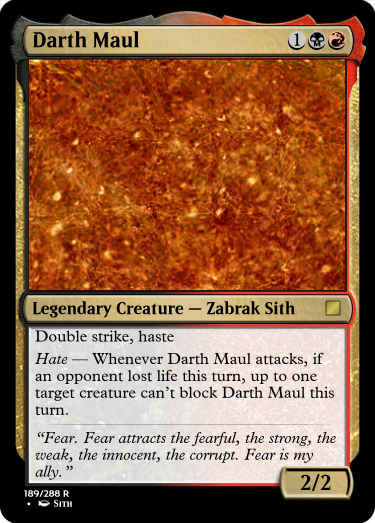 Darth Maul 1
Legendary Creature — Zabrak Sith
Double strike, haste
Hate — Whenever Darth Maul attacks, if
an opponent lost life this turn, up to one
target creature can’t block Darth Maul this
turn.
“Fear. Fear attracts the fearful, the strong, the
weak, the innocent, the corrupt. Fear is my
ally.”
2/2
189/288 R
• Sith